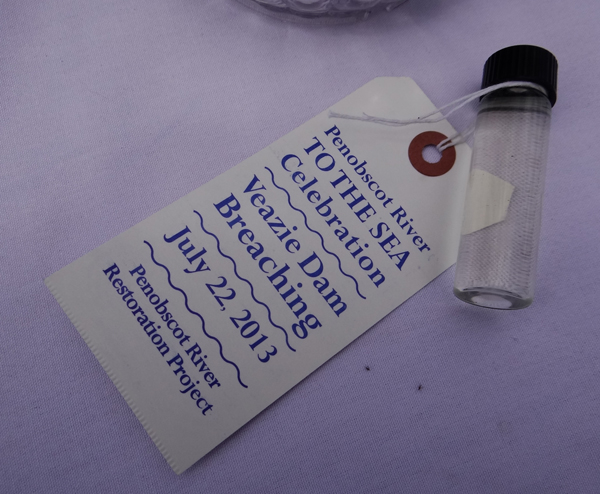 Penobscot River
TO THE SEA
Celebration
Veazie Dam
Breaching
July 22, 2013
Penobscot River
Restoration Project